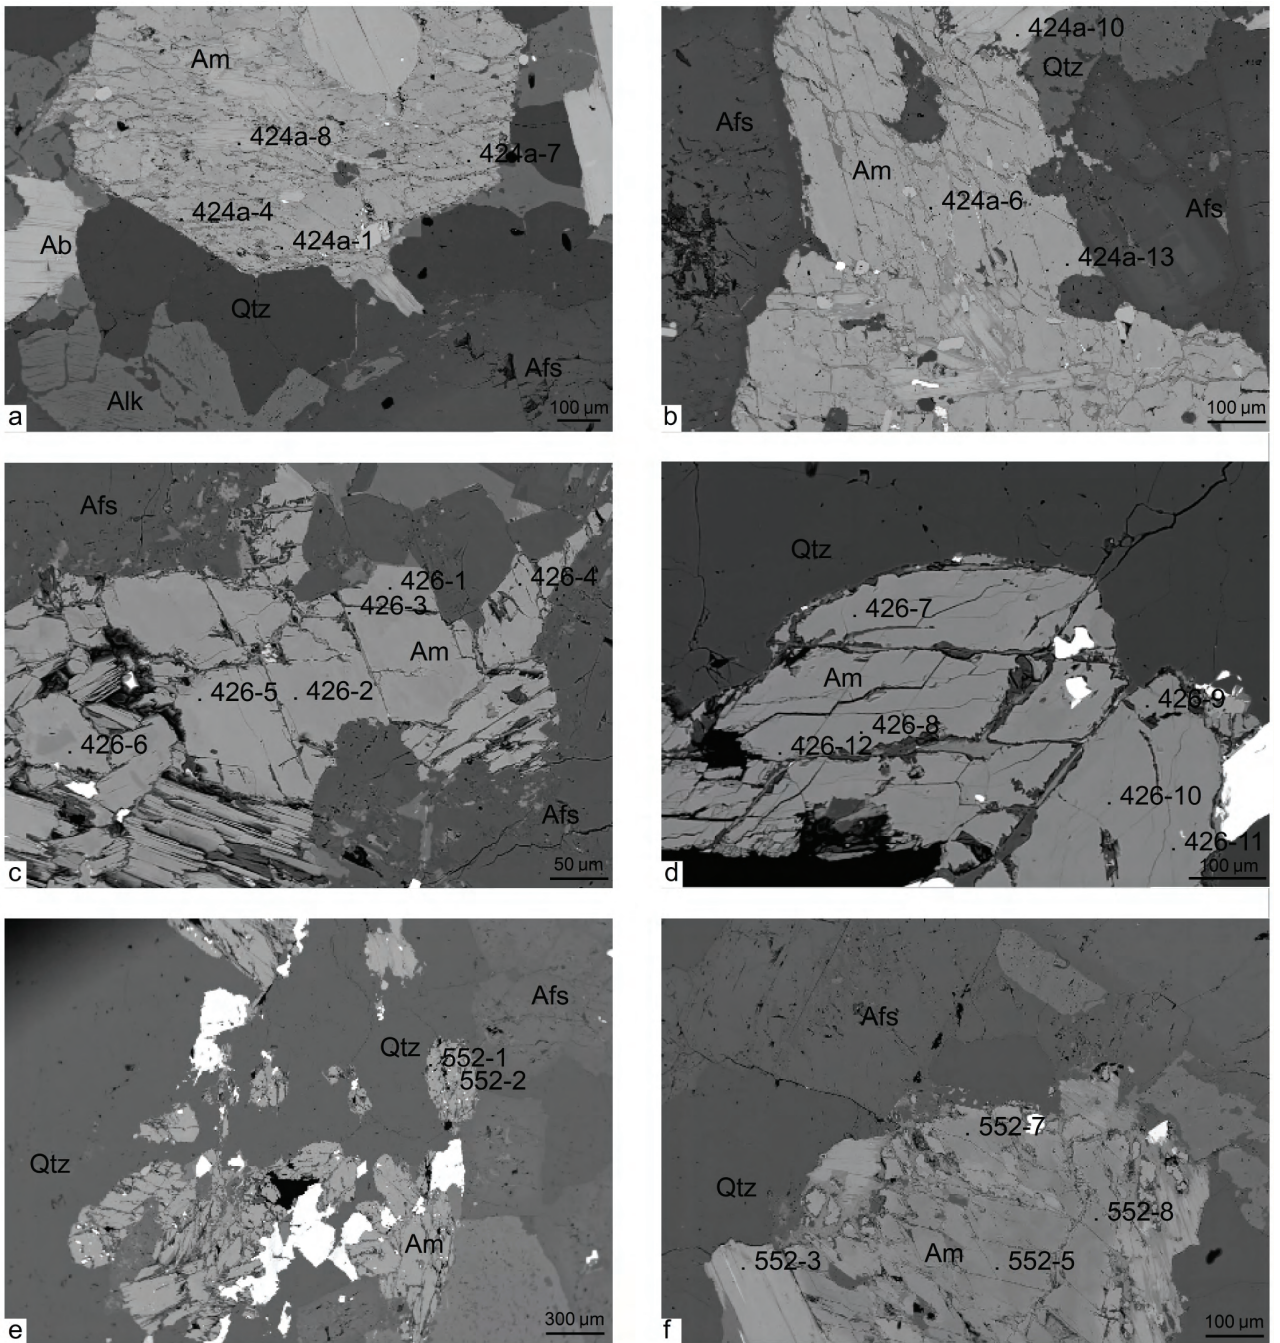 Am
424a-8
424a-7
424a-4
424a-1
Ab
Qtz
Afs
Alk
100 µm
a
424a-10
Qtz
Afs
Am
424a-6
Afs
424a-13
100 µm
b
Afs
426-1
426-4
426-3
Am
426-5
426-2
426-6
Afs
50 µm
c
Qtz
426-7
Am
426-9
426-8
426-12
426-10
426-11
100 µm
d
Afs
Qtz
552-1
552-2
Qtz
Am
300 µm
e
Afs
552-7
Qtz
552-8
552-3
Am
552-5
100 µm
f